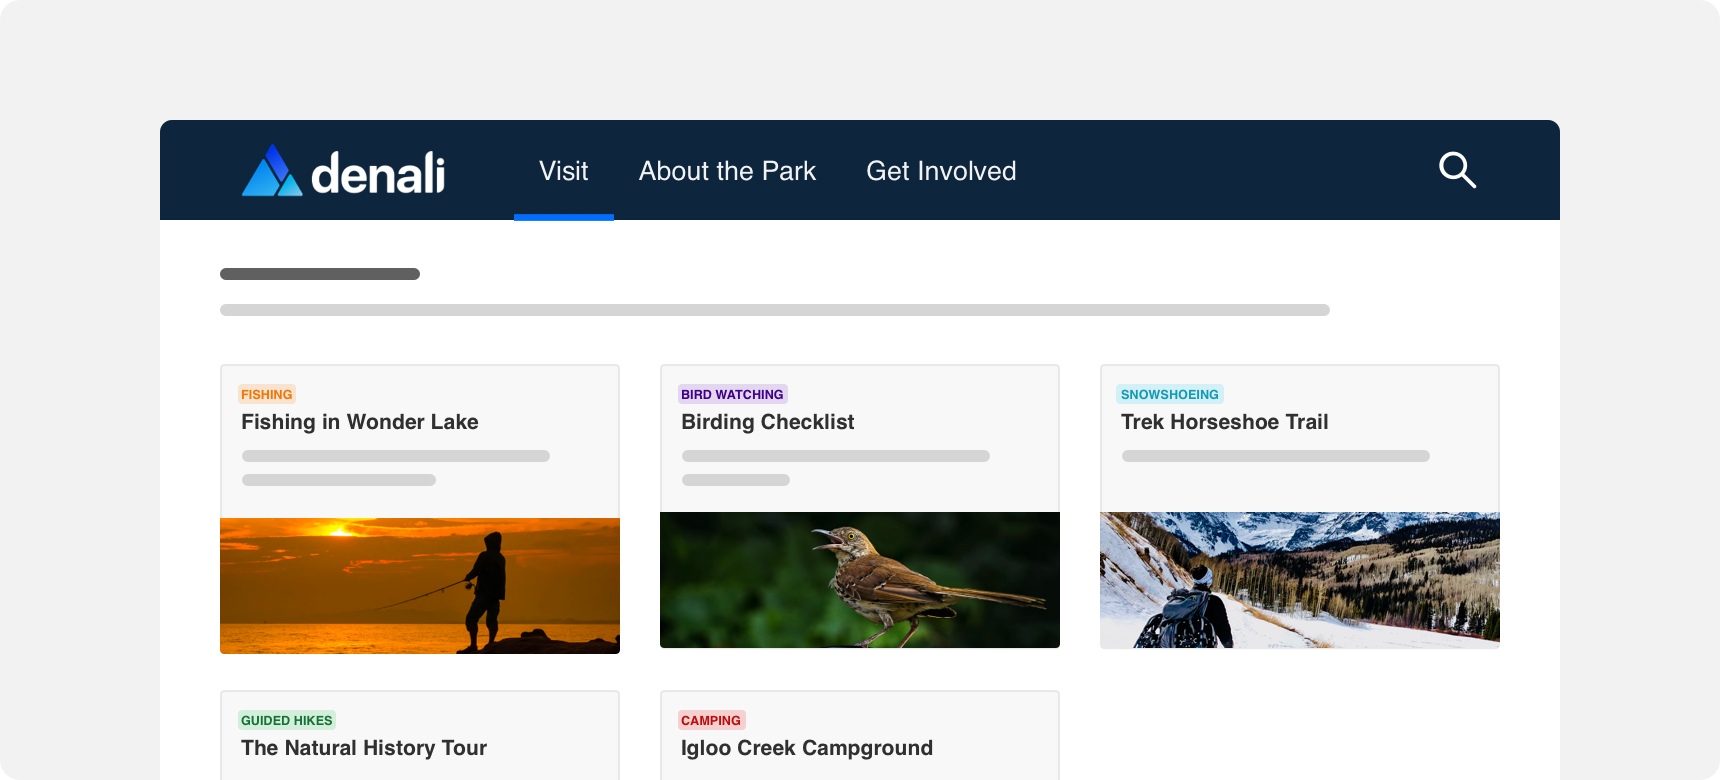 denali
Visit
About the Park
Get Involved
FISHING
Fishing in Wonder Lake
BIRD WATCHING
Birding Checklist
SNOWSHOEING
Trek Horseshoe Trail
GUIDED HIKES
The Natural History Tour
CAMPING
Igloo Creek Campground